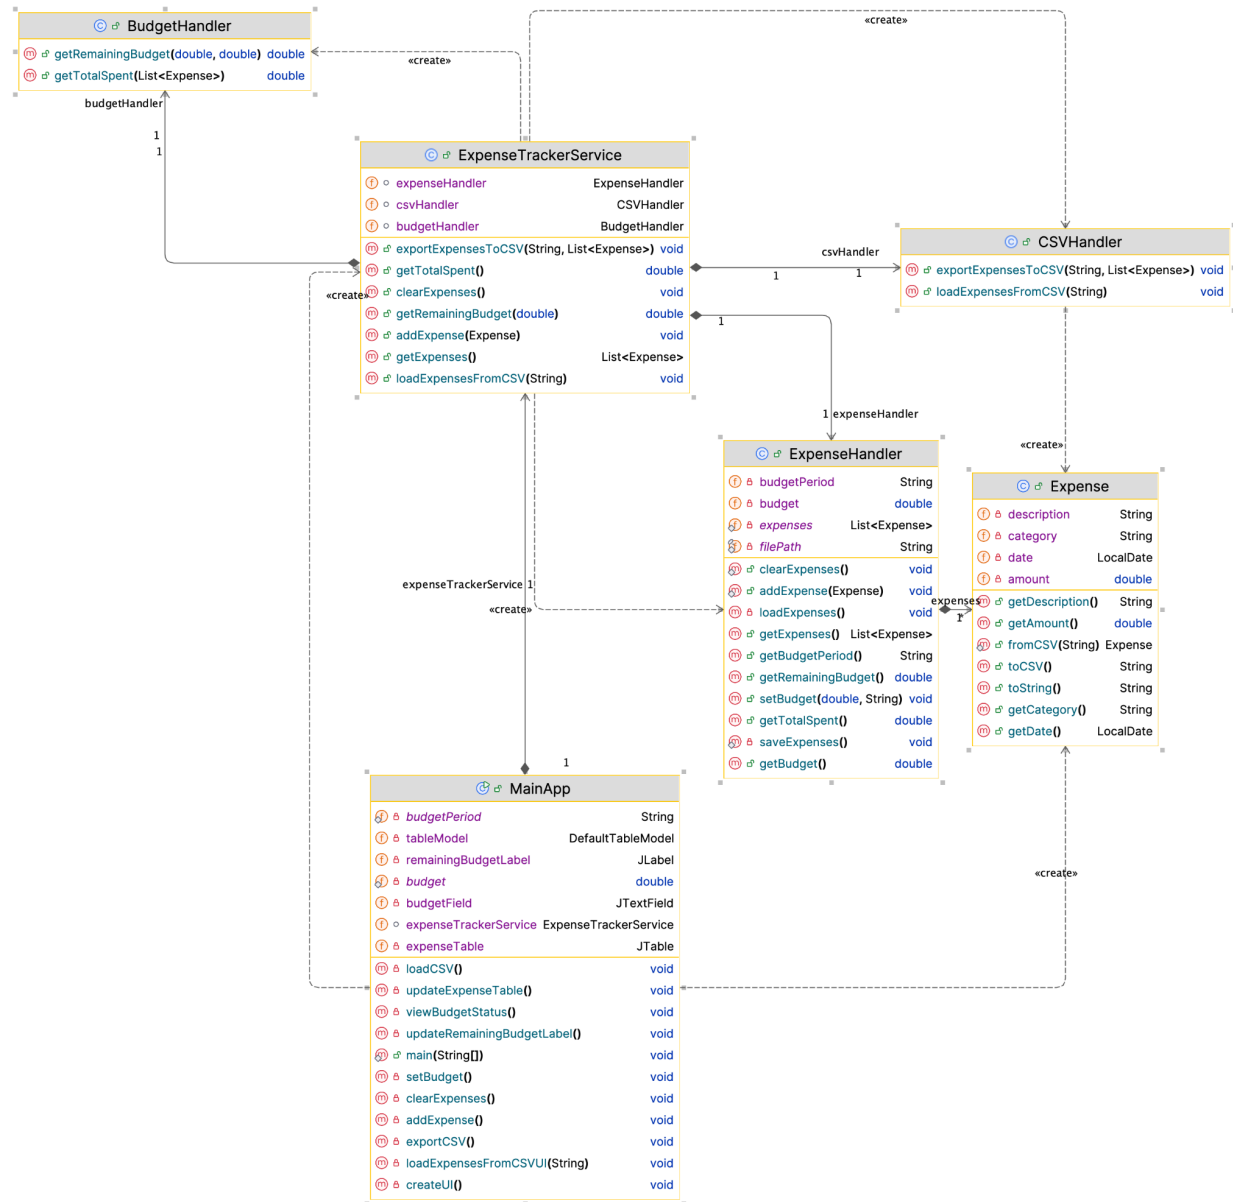 BudgetHandler
getRemainingBudget(double, double) double
getTotalSpent(List<Expense>) double
budgetHandler
1
1
«create»
«create»
ExpenseTrackerService
expenseHandler ExpenseHandler
csvHandler CSVHandler
budgetHandler BudgetHandler
exportExpensesToCSV(String, List<Expense>) void
getTotalSpent() double
clearExpenses() void
getRemainingBudget(double) double
addExpense(Expense) void
getExpenses() List<Expense>
loadExpensesFromCSV(String) void
«create»
csvHandler
1
1
CSVHandler
exportExpensesToCSV(String, List<Expense>) void
loadExpensesFromCSV(String) void
1
1 expenseHandler
«create»
ExpenseHandler
budgetPeriod String
budget double
expenses List<Expense>
filePath String
clearExpenses() void
addExpense(Expense) void
loadExpenses() void
getExpenses() List<Expense>
getBudgetPeriod() String
getRemainingBudget() double
setBudget(double, String) void
getTotalSpent() double
saveExpenses() void
getBudget() double
expenses
1
*
Expense
description String
category String
date LocalDate
amount double
getDescription() String
getAmount() double
fromCSV(String) Expense
toCSV() String
toString() String
getCategory() String
getDate() LocalDate
expenseTrackerService 1
«create»
1
«create»
MainApp
budgetPeriod String
tableModel DefaultTableModel
remainingBudgetLabel JLabel
budget double
budgetField JTextField
expenseTrackerService ExpenseTrackerService
expenseTable JTable
loadCSV() void
updateExpenseTable() void
viewBudgetStatus() void
updateRemainingBudgetLabel() void
main(String[]) void
setBudget() void
clearExpenses() void
addExpense() void
exportCSV() void
loadExpensesFromCSVUI(String) void
createUI() void